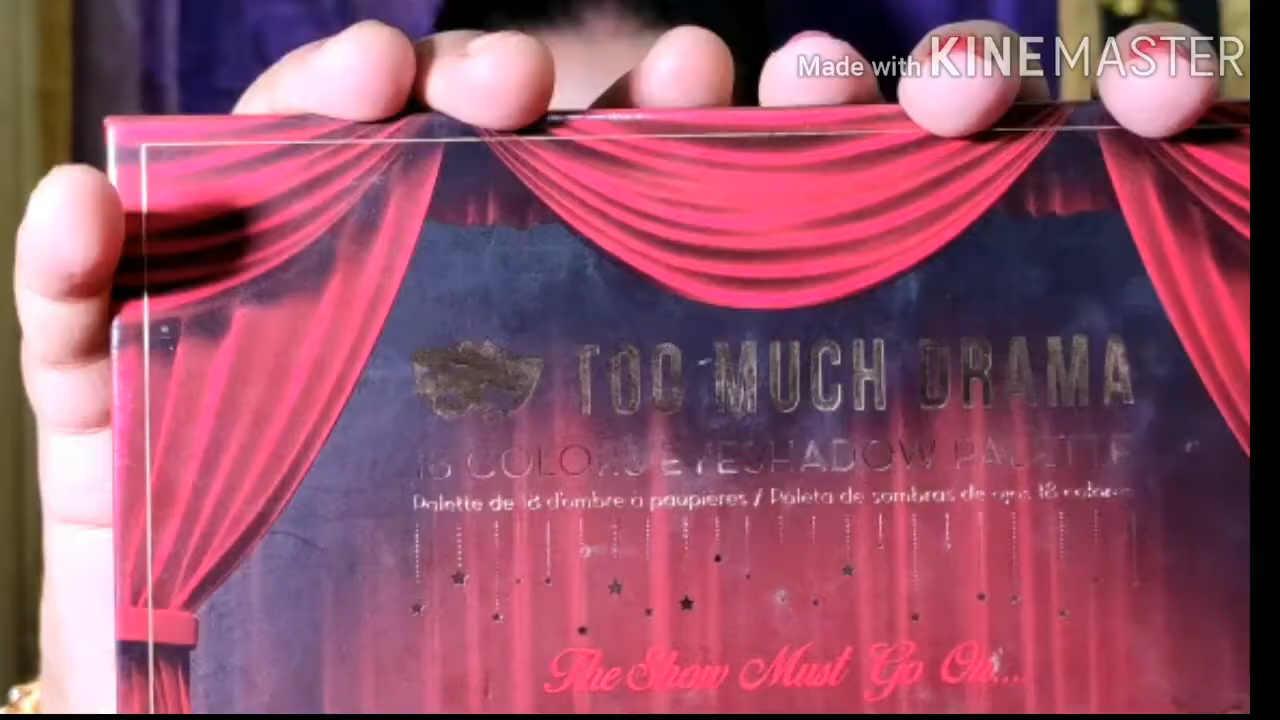 Made with KINEMASTER
TOO MUCH DRAMA
18 COLORS EYESHADOW PALETTE
Palette de 18 d'ombre à paupières / Paleta de sombras de ojos 18 colores
The Show Must Go On...